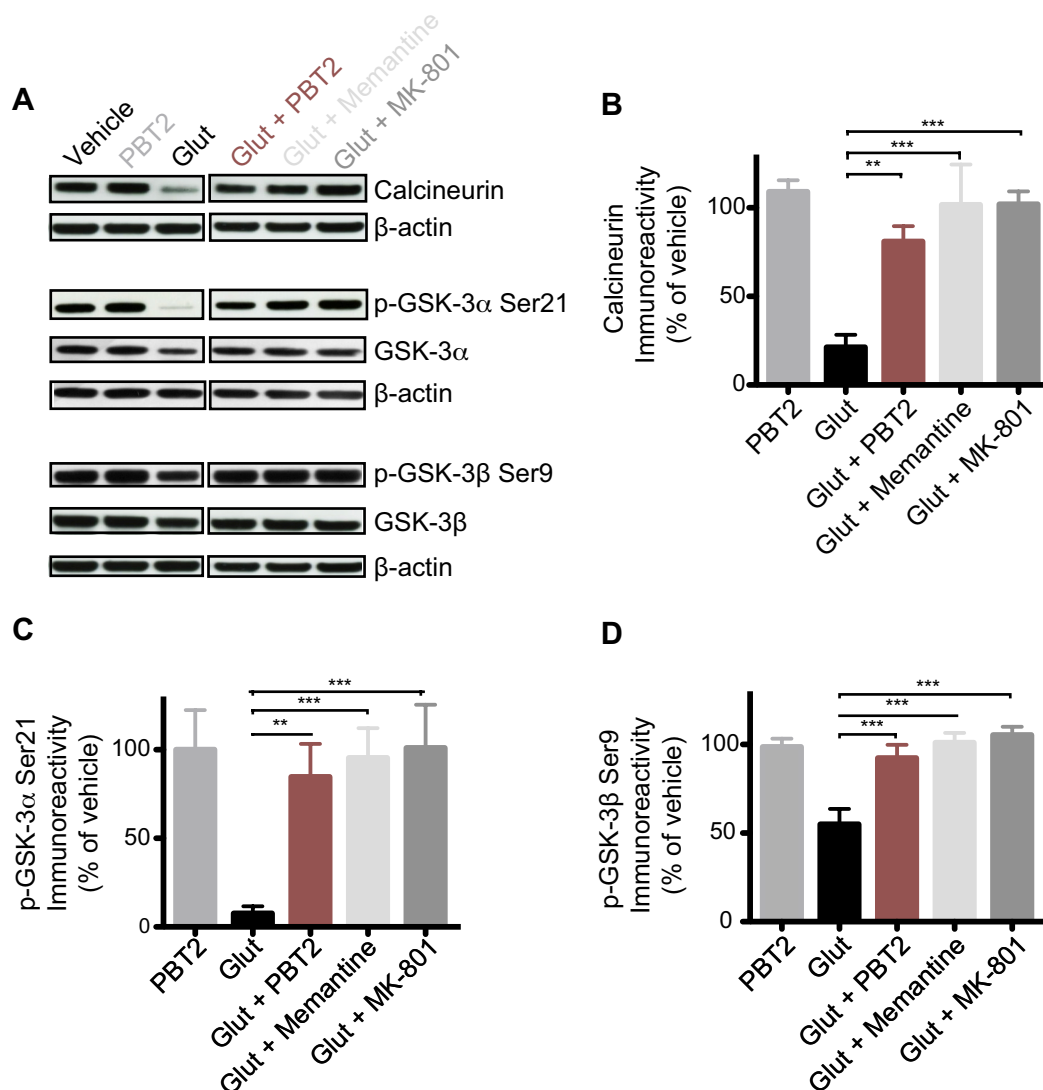 A
Vehicle
PBT2
Glut
Glut + PBT2
Glut + Memantine
Glut + MK-801
Calcineurin
β-actin
p-GSK-3α Ser21
GSK-3α
β-actin
p-GSK-3β Ser9
GSK-3β
β-actin
B
Calcineurin
Immunoreactivity
(% of vehicle)
100
50
0
***
***
**
PBT2
Glut
Glut + PBT2
Glut + Memantine
Glut + MK-801
C
p-GSK-3α Ser21
Immunoreactivity
(% of vehicle)
100
50
0
***
***
**
PBT2
Glut
Glut + PBT2
Glut + Memantine
Glut + MK-801
D
p-GSK-3β Ser9
Immunoreactivity
(% of vehicle)
100
50
0
***
***
***
PBT2
Glut
Glut + PBT2
Glut + Memantine
Glut + MK-801